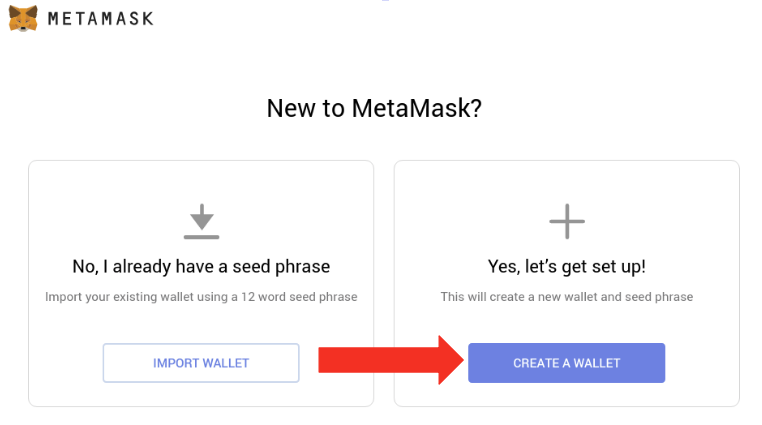 METAMASK
New to MetaMask?
No, I already have a seed phrase
Import your existing wallet using a 12 word seed phrase
IMPORT WALLET
Yes, let’s get set up!
This will create a new wallet and seed phrase
CREATE A WALLET